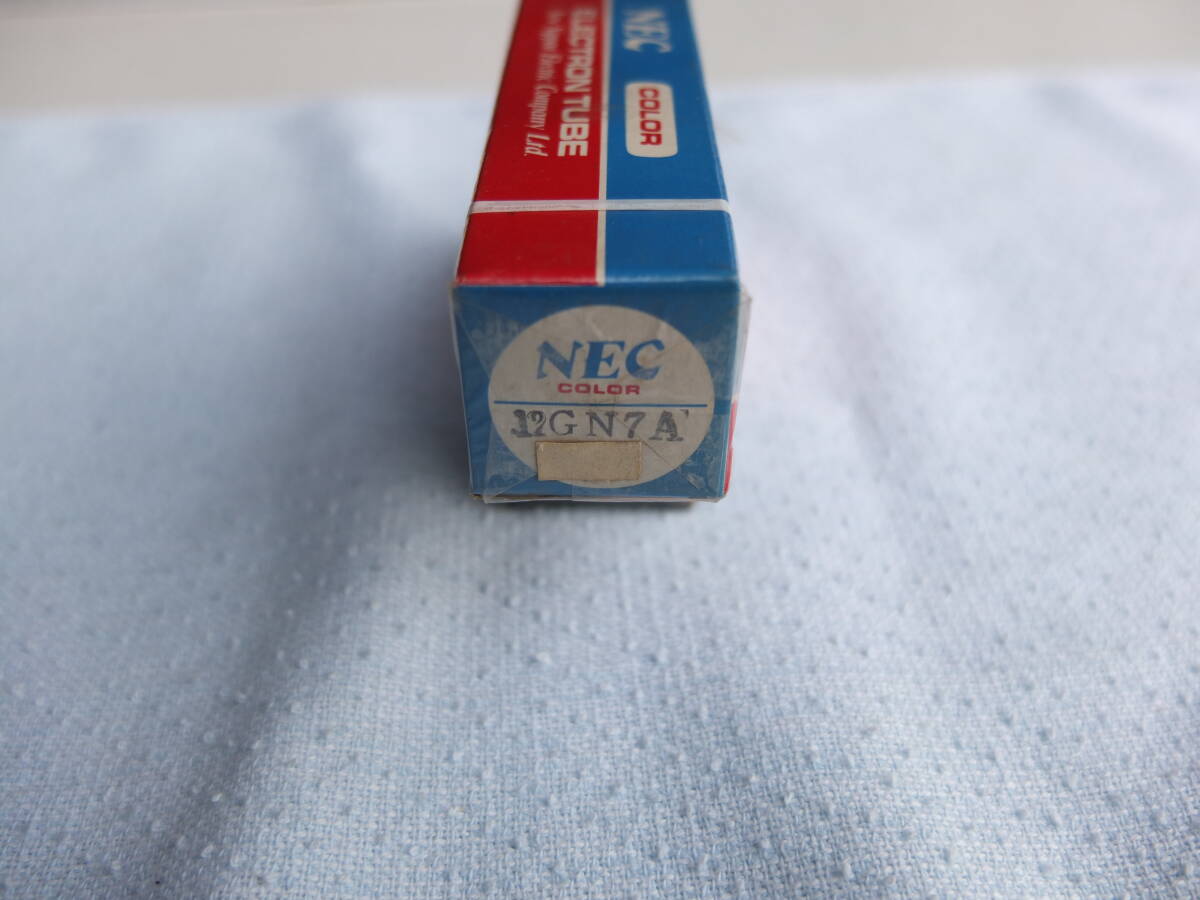 NEC
COLOR
ELECTRON TUBE
Nippon Electric Company Ltd.
NEC
COLOR
12GN7A